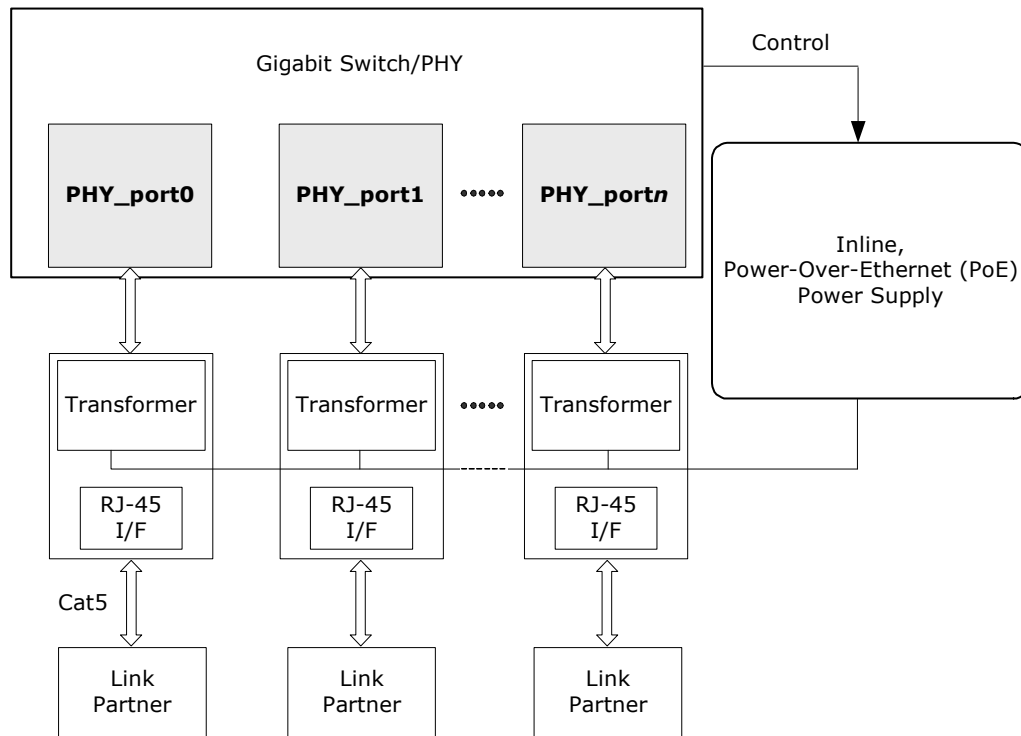 Control
Gigabit Switch/PHY
PHY_port0
PHY_port1
PHY_portn
Inline,
Power-Over-Ethernet (PoE)
Power Supply
Transformer
Transformer
Transformer
RJ-45
I/F
RJ-45
I/F
RJ-45
I/F
Cat5
Link
Partner
Link
Partner
Link
Partner